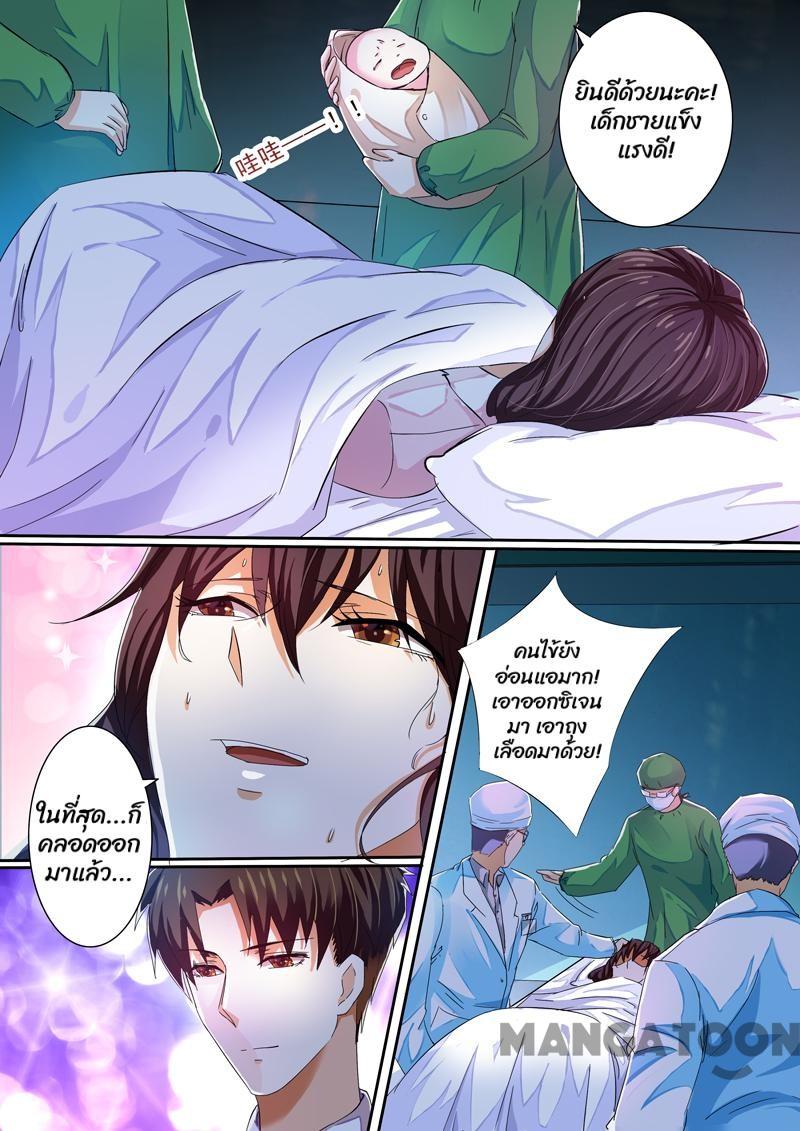 ยินดีด้วยนะคะ!
เด็กชายแข็ง
แรงดี!
哇哇——!!
คนไข้ยัง
อ่อนแอมาก!
เอาออกซิเจน
มา เอาถุง
เลือดมาด้วย!
ในที่สุด...ก็
คลอดออก
มาแล้ว...
MANGATOON